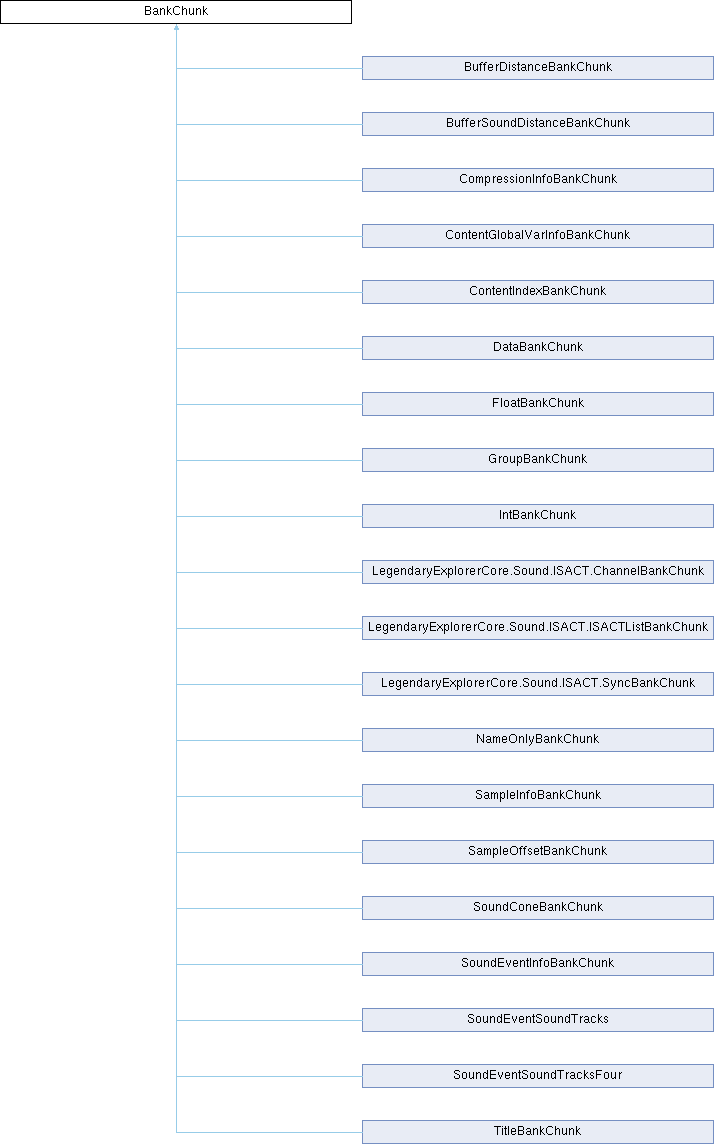 BankChunk
BufferDistanceBankChunk
BufferSoundDistanceBankChunk
CompressionInfoBankChunk
ContentGlobalVarInfoBankChunk
ContentIndexBankChunk
DataBankChunk
FloatBankChunk
GroupBankChunk
IntBankChunk
LegendaryExplorerCore.Sound.ISACT.ChannelBankChunk
LegendaryExplorerCore.Sound.ISACT.ISACTListBankChunk
LegendaryExplorerCore.Sound.ISACT.SyncBankChunk
NameOnlyBankChunk
SampleInfoBankChunk
SampleOffsetBankChunk
SoundConeBankChunk
SoundEventInfoBankChunk
SoundEventSoundTracks
SoundEventSoundTracksFour
TitleBankChunk